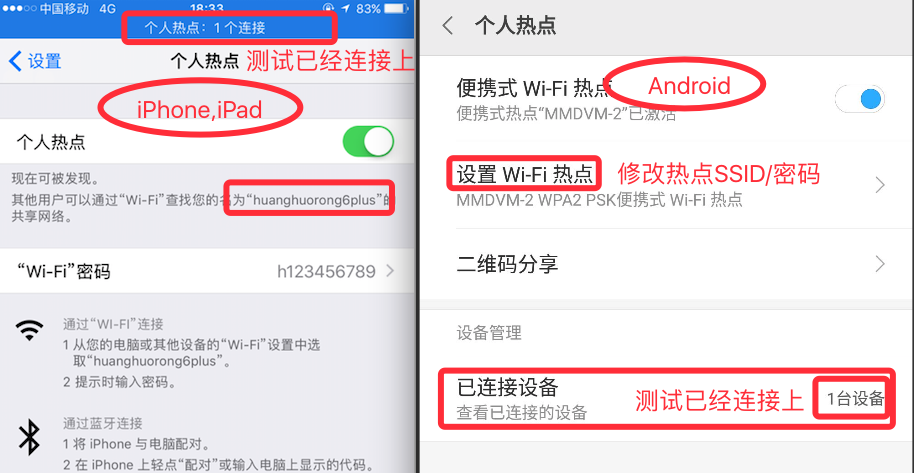 中国移动 4G 18:33 83%
个人热点：1 个连接
设置
个人热点
测试已经连接上
iPhone,iPad
个人热点
现在可被发现。
其他用户可以通过“Wi-Fi”查找您的名为“huanghuorong6plus”的
共享网络。
“Wi-Fi”密码 h123456789
通过“WI-FI”连接
1 从您的电脑或其他设备的“Wi-Fi”设置中选
取“huanghuorong6plus”。
2 提示时输入密码。
通过蓝牙连接
1 将 iPhone 与电脑配对。
2 在 iPhone 上轻点“配对”或输入电脑上显示的代码。
个人热点
便携式 Wi-Fi 热点
Android
便携式热点“MMDVM-2”已激活
设置 Wi-Fi 热点
修改热点SSID/密码
MMDVM-2 WPA2 PSK便携式 Wi-Fi 热点
二维码分享
设备管理
已连接设备
查看已连接的设备
测试已经连接上
1台设备